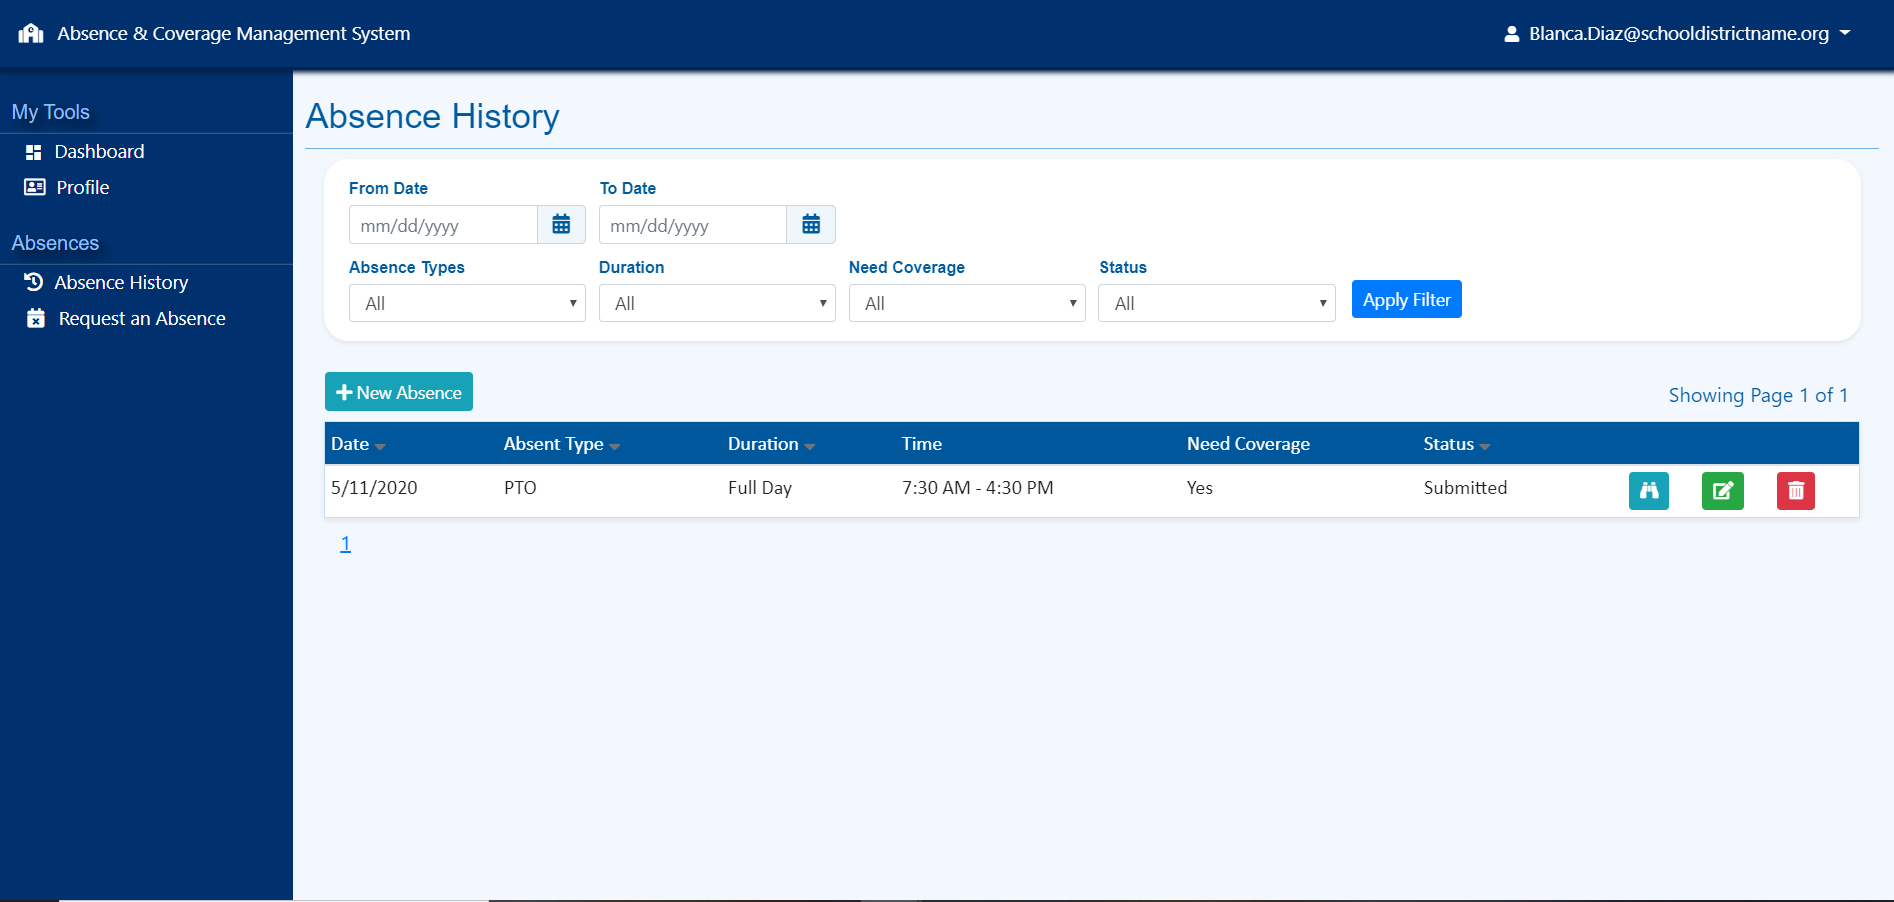 Absence & Coverage Management System
Blanca.Diaz@schooldistrictname.org
My Tools
Dashboard
Profile
Absences
Absence History
Request an Absence
Absence History
From Date To Date
mm/dd/yyyy mm/dd/yyyy
Absence Types Duration Need Coverage Status
All All All All Apply Filter
New Absence
Showing Page 1 of 1
Date Absent Type Duration Time Need Coverage Status
5/11/2020 PTO Full Day 7:30 AM - 4:30 PM Yes Submitted
1